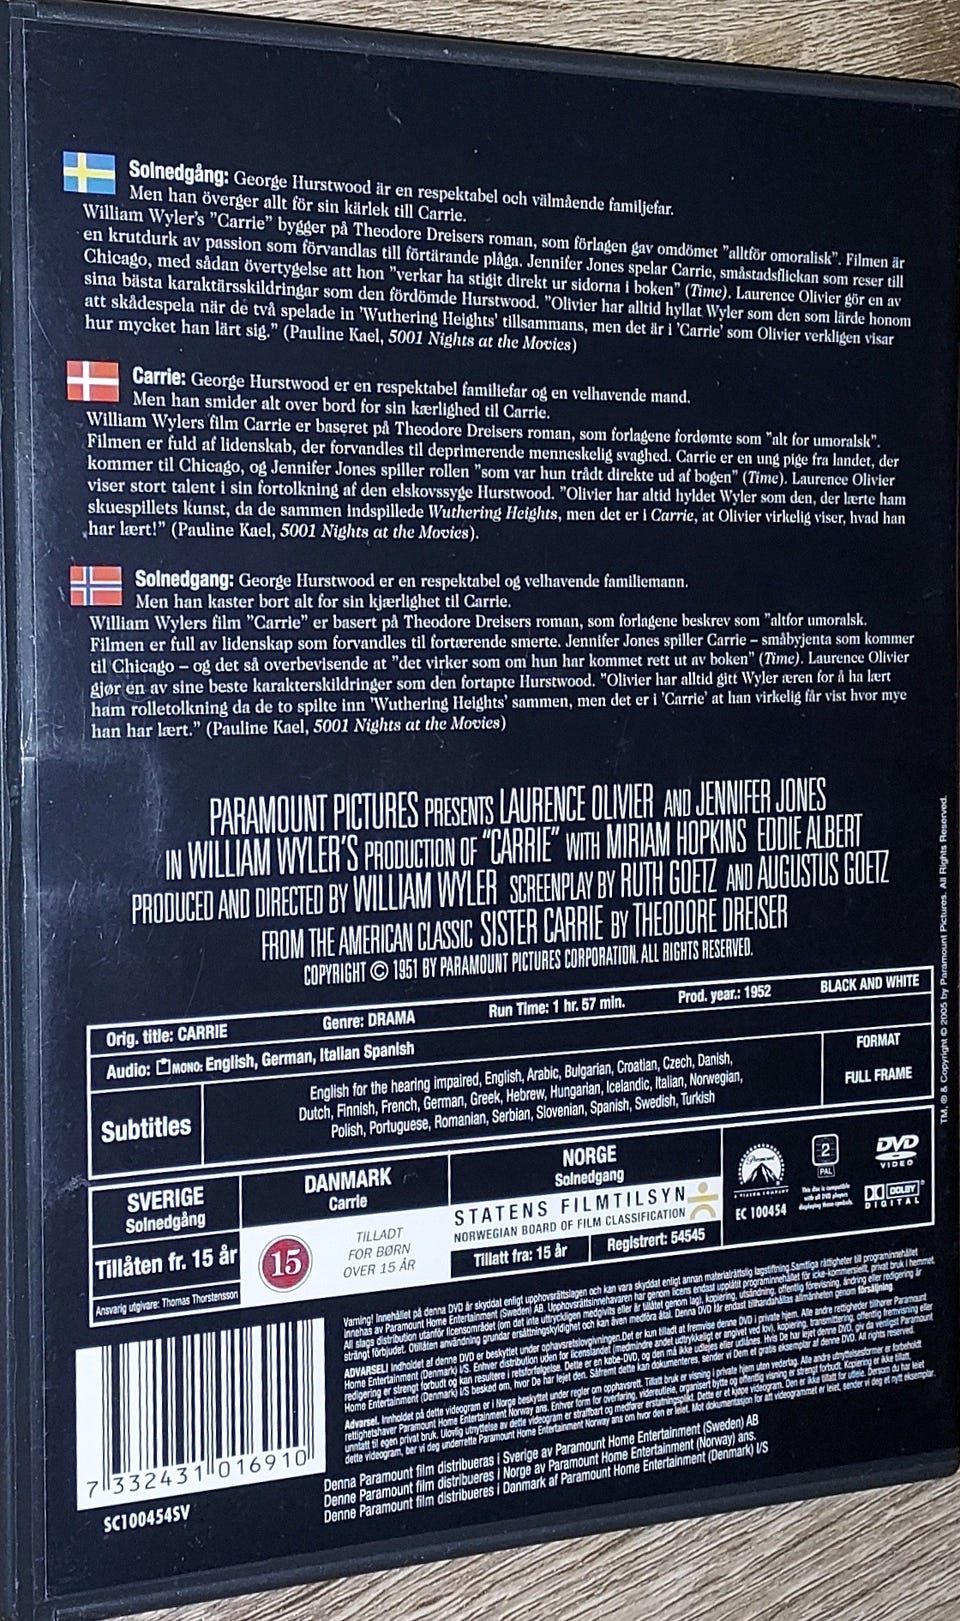 Solnedgång: George Hurstwood är en respektabel och välmående familjefar.
Men han överger allt för sin kärlek till Carrie.
William Wyler's "Carrie" bygger på Theodore Dreisers roman, som förlagen gav omdömet "alltför omoralisk". Filmen är
en krutdurk av passion som förvandlas till förtärande plåga. Jennifer Jones spelar Carrie, småstadsflickan som reser till
Chicago, med sådan övertygelse att hon "verkar ha stigit direkt ur sidorna i boken" (Time). Laurence Olivier gör en av
sina bästa karaktärsskildringar som den fördömde Hurstwood. "Olivier har alltid hyllat Wyler som den som lärde honom
att skådespela när de två spelade in 'Wuthering Heights' tillsammans, men det är i 'Carrie' som Olivier verkligen visar
hur mycket han lärt sig." (Pauline Kael, 5001 Nights at the Movies)
Carrie: George Hurstwood er en respektabel familiefar og en velhavende mand.
Men han smider alt over bord for sin kærlighed til Carrie.
William Wylers film Carrie er baseret på Theodore Dreisers roman, som forlagene fordømte som "alt for umoralsk".
Filmen er fuld af lidenskab, der forvandles til deprimerende menneskelig svaghed. Carrie er en ung pige fra landet, der
kommer til Chicago, og Jennifer Jones spiller rollen "som var hun trådt direkte ud af bogen" (Time). Laurence Olivier
viser stort talent i sin fortolkning af den elskovssyge Hurstwood. "Olivier har altid hyldet Wyler som den, der lærte ham
skuespillets kunst, da de sammen indspillede Wuthering Heights, men det er i Carrie, at Olivier virkelig viser, hvad han
har lært!" (Pauline Kael, 5001 Nights at the Movies).
Solnedgang: George Hurstwood er en respektabel og velhavende familiemann.
Men han kaster bort alt for sin kjærlighet til Carrie.
William Wylers film "Carrie" er basert på Theodore Dreisers roman, som forlagene beskrev som "altfor umoralsk.
Filmen er full av lidenskap som forvandles til fortærende smerte. Jennifer Jones spiller Carrie – småbyjenta som kommer
til Chicago – og det så overbevisende at "det virker som om hun har kommet rett ut av boken" (Time). Laurence Olivier
gjør en av sine beste karakterskildringer som den fortapte Hurstwood. "Olivier har alltid gitt Wyler æren for å ha lært
ham rolletolkning da de to spilte inn 'Wuthering Heights' sammen, men det er i 'Carrie' at han virkelig får vist hvor mye
han har lært." (Pauline Kael, 5001 Nights at the Movies)
PARAMOUNT PICTURES PRESENTS LAURENCE OLIVIER AND JENNIFER JONES
IN WILLIAM WYLER'S PRODUCTION OF "CARRIE" WITH MIRIAM HOPKINS EDDIE ALBERT
PRODUCED AND DIRECTED BY WILLIAM WYLER SCREENPLAY BY RUTH GOETZ AND AUGUSTUS GOETZ
FROM THE AMERICAN CLASSIC SISTER CARRIE BY THEODORE DREISER
COPYRIGHT © 1951 BY PARAMOUNT PICTURES CORPORATION. ALL RIGHTS RESERVED.
TM, ® & Copyright © 2005 by Paramount Pictures. All Rights Reserved.
Orig. title: CARRIE Genre: DRAMA Run Time: 1 hr. 57 min. Prod. year.: 1952 BLACK AND WHITE
Audio: MONO: English, German, Italian Spanish
FORMAT
FULL FRAME
Subtitles
English for the hearing impaired, English, Arabic, Bulgarian, Croatian, Czech, Danish,
Dutch, Finnish, French, German, Greek, Hebrew, Hungarian, Icelandic, Italian, Norwegian,
Polish, Portuguese, Romanian, Serbian, Slovenian, Spanish, Swedish, Turkish
SVERIGE
Solnedgång
Tillåten fr. 15 år
Ansvarig utgivare: Thomas Thorstensson
DANMARK
Carrie
15
TILLADT
FOR BØRN
OVER 15 ÅR
NORGE
Solnedgang
STATENS FILMTILSYN
NORWEGIAN BOARD OF FILM CLASSIFICATION
Tillatt fra: 15 år
Registrert: 54545
Paramount
EC 100454
2
PAL
This disc is compatible
with all DVD players
displaying these symbols.
DVD
VIDEO
DOLBY
DIGITAL
Varning! Innehållet på denna DVD är skyddat enligt upphovsrättslagen och kan vara skyddat enligt annan materialrättslig lagstiftning.
Denna Paramount film distribueras i Sverige av Paramount Home Entertainment (Sweden) AB
Denne Paramount film distribueres i Norge av Paramount Home Entertainment (Norway) ans.
Denne Paramount film distribueres i Danmark af Paramount Home Entertainment (Denmark) I/S
7 332431 016910
SC100454SV